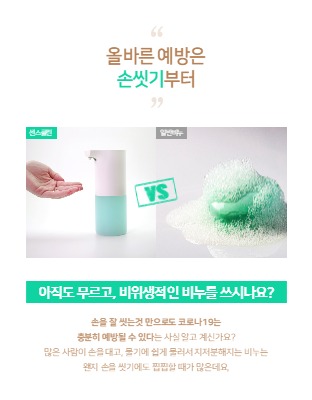 “
올바른 예방은
손씻기부터
”
센스클린
일반비누
VS
아직도 무르고, 비위생적인 비누를 쓰시나요?
손을 잘 씻는것 만으로도 코로나19는
충분히 예방될 수 있다는 사실 알고 계신가요?
많은 사람이 손을 대고, 물기에 쉽게 물러서 지저분해지는 비누는
왠지 손을 씻기에도 찝찝할 때가 많은데요,